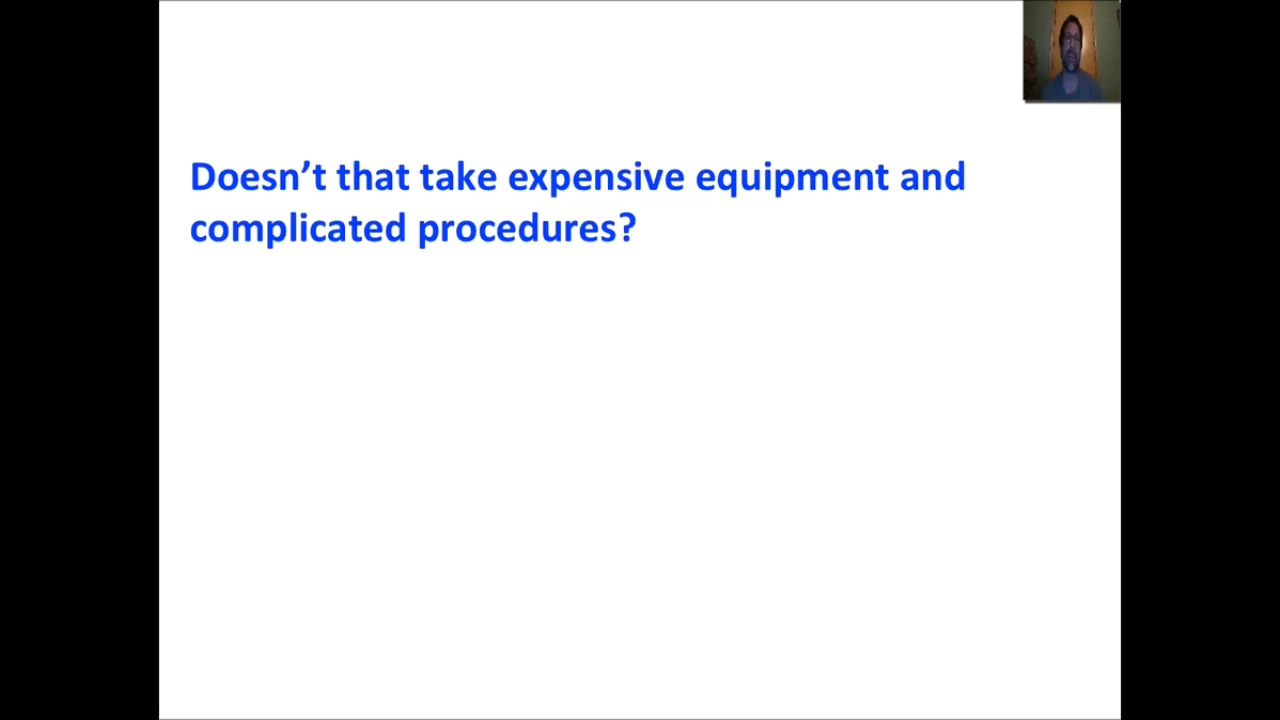 Doesn’t that take expensive equipment and
complicated procedures?